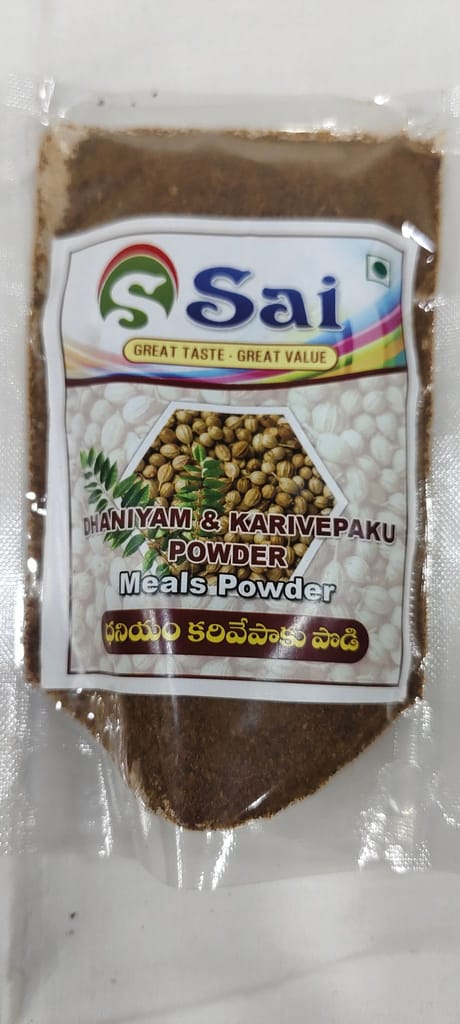 Sai
GREAT TASTE - GREAT VALUE
DHANIYAM & KARIVEPAKU
POWDER
Meals Powder
ధనియం కరివేపాకు పొడి